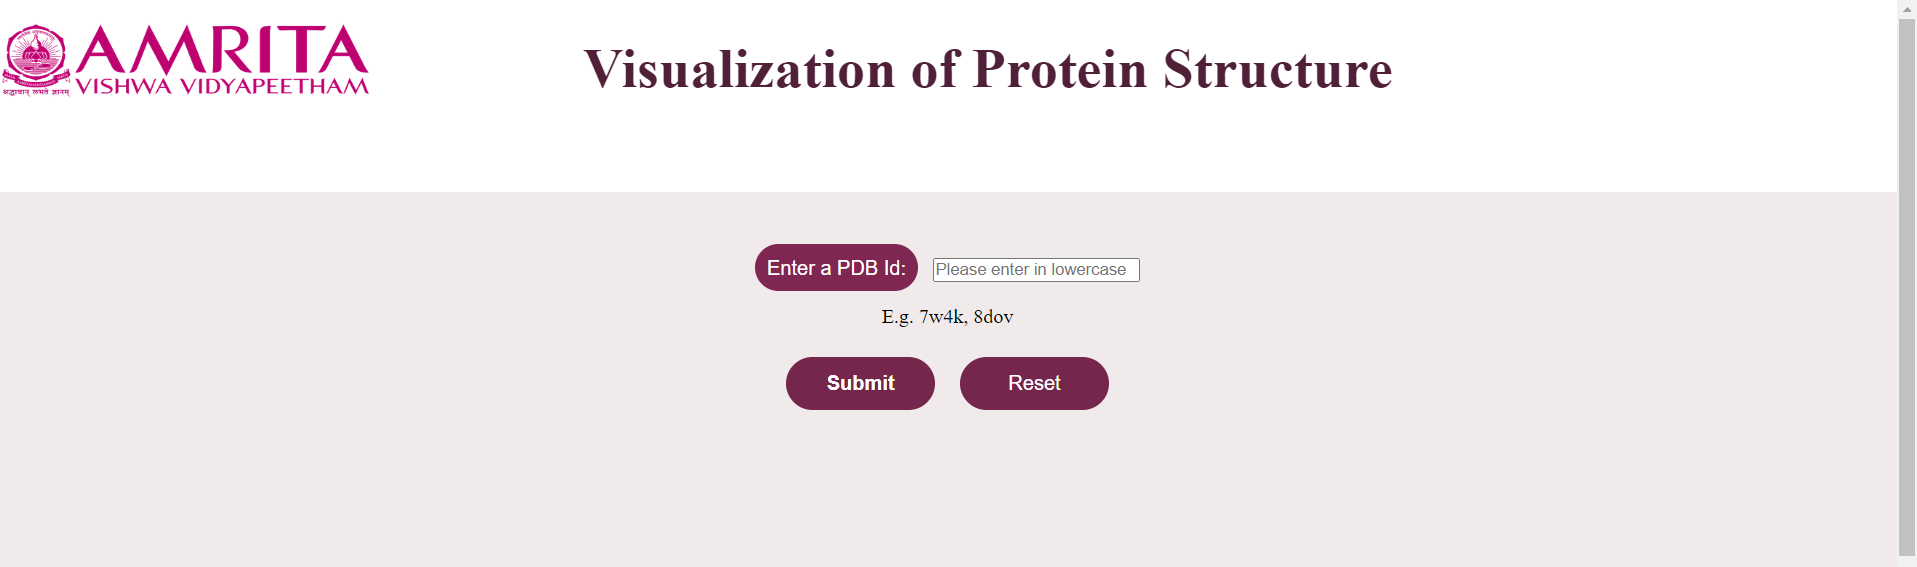 AMRITA
VISHWA VIDYAPEETHAM
श्रद्धावान् लभते ज्ञानम्
Visualization of Protein Structure
Enter a PDB Id:
Please enter in lowercase
E.g. 7w4k, 8dov
Submit
Reset